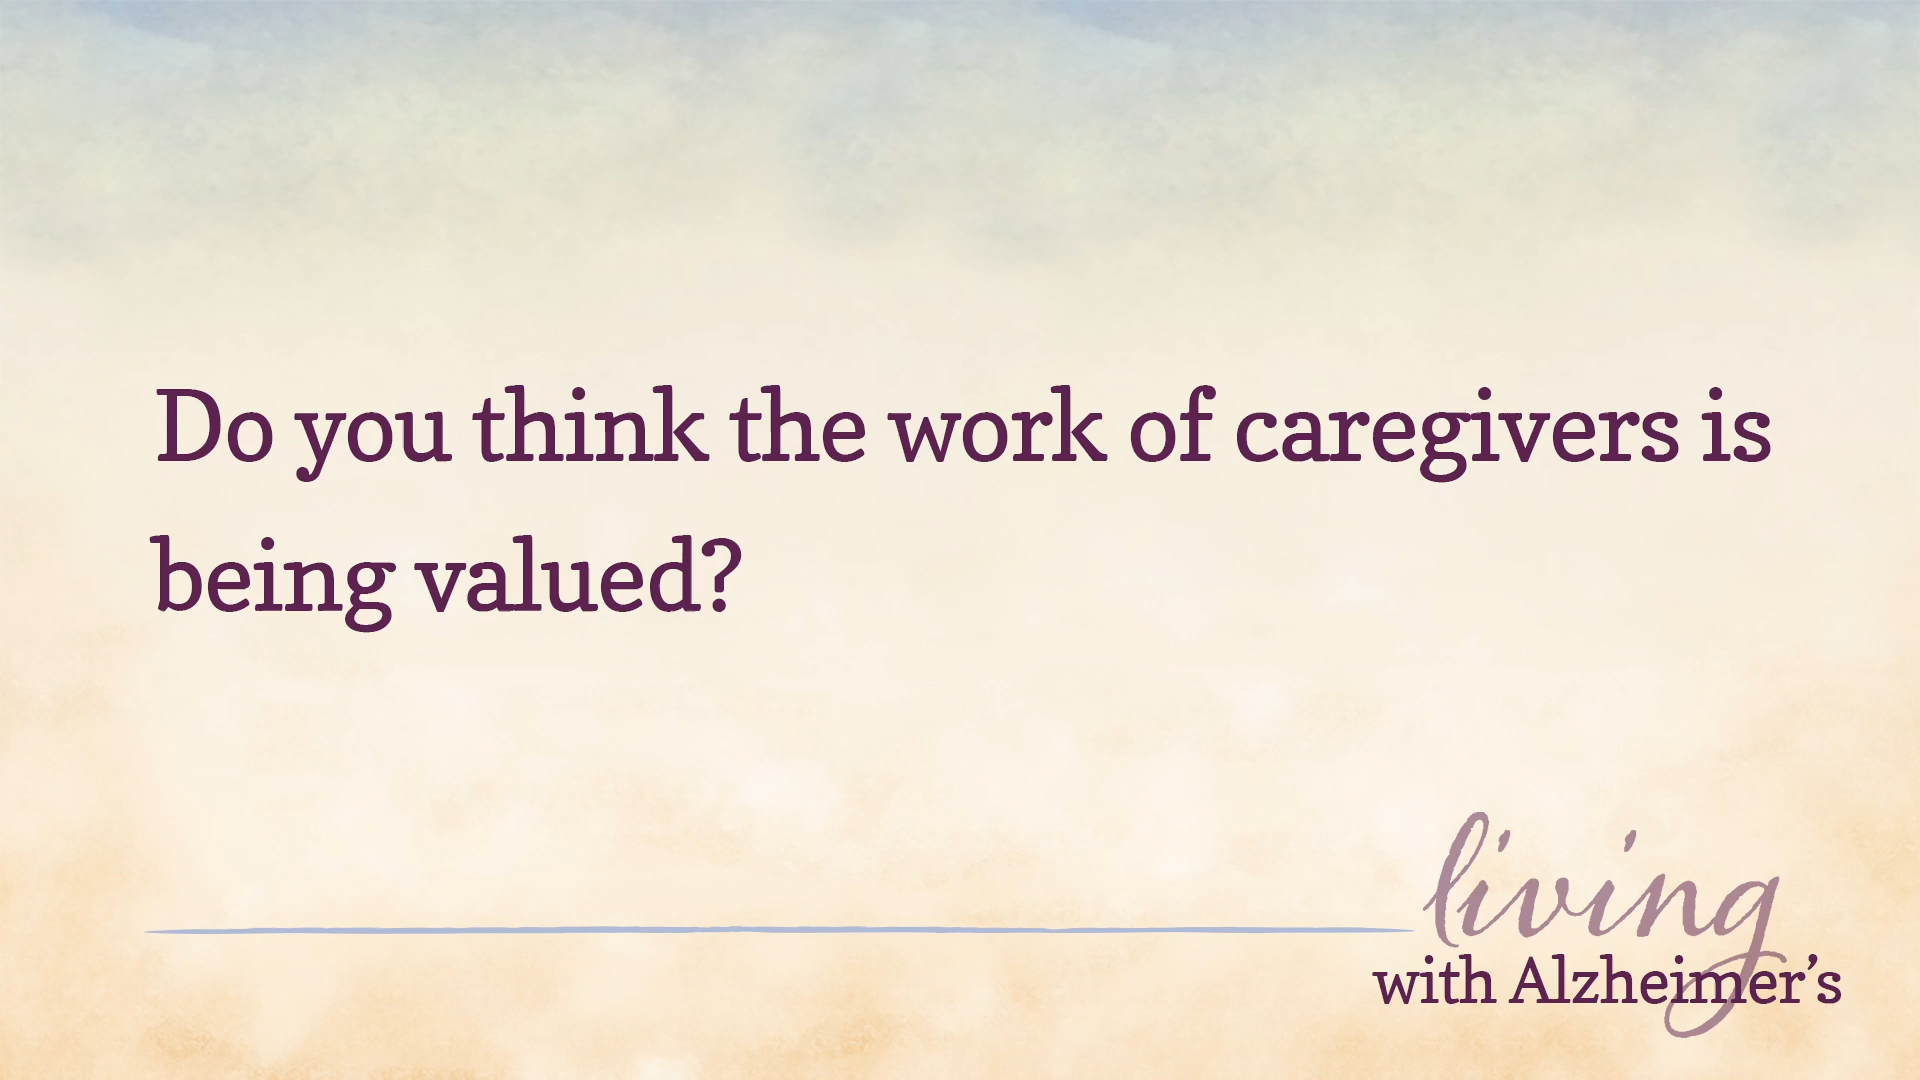 Do you think the work of caregivers is
being valued?
living
with Alzheimer’s